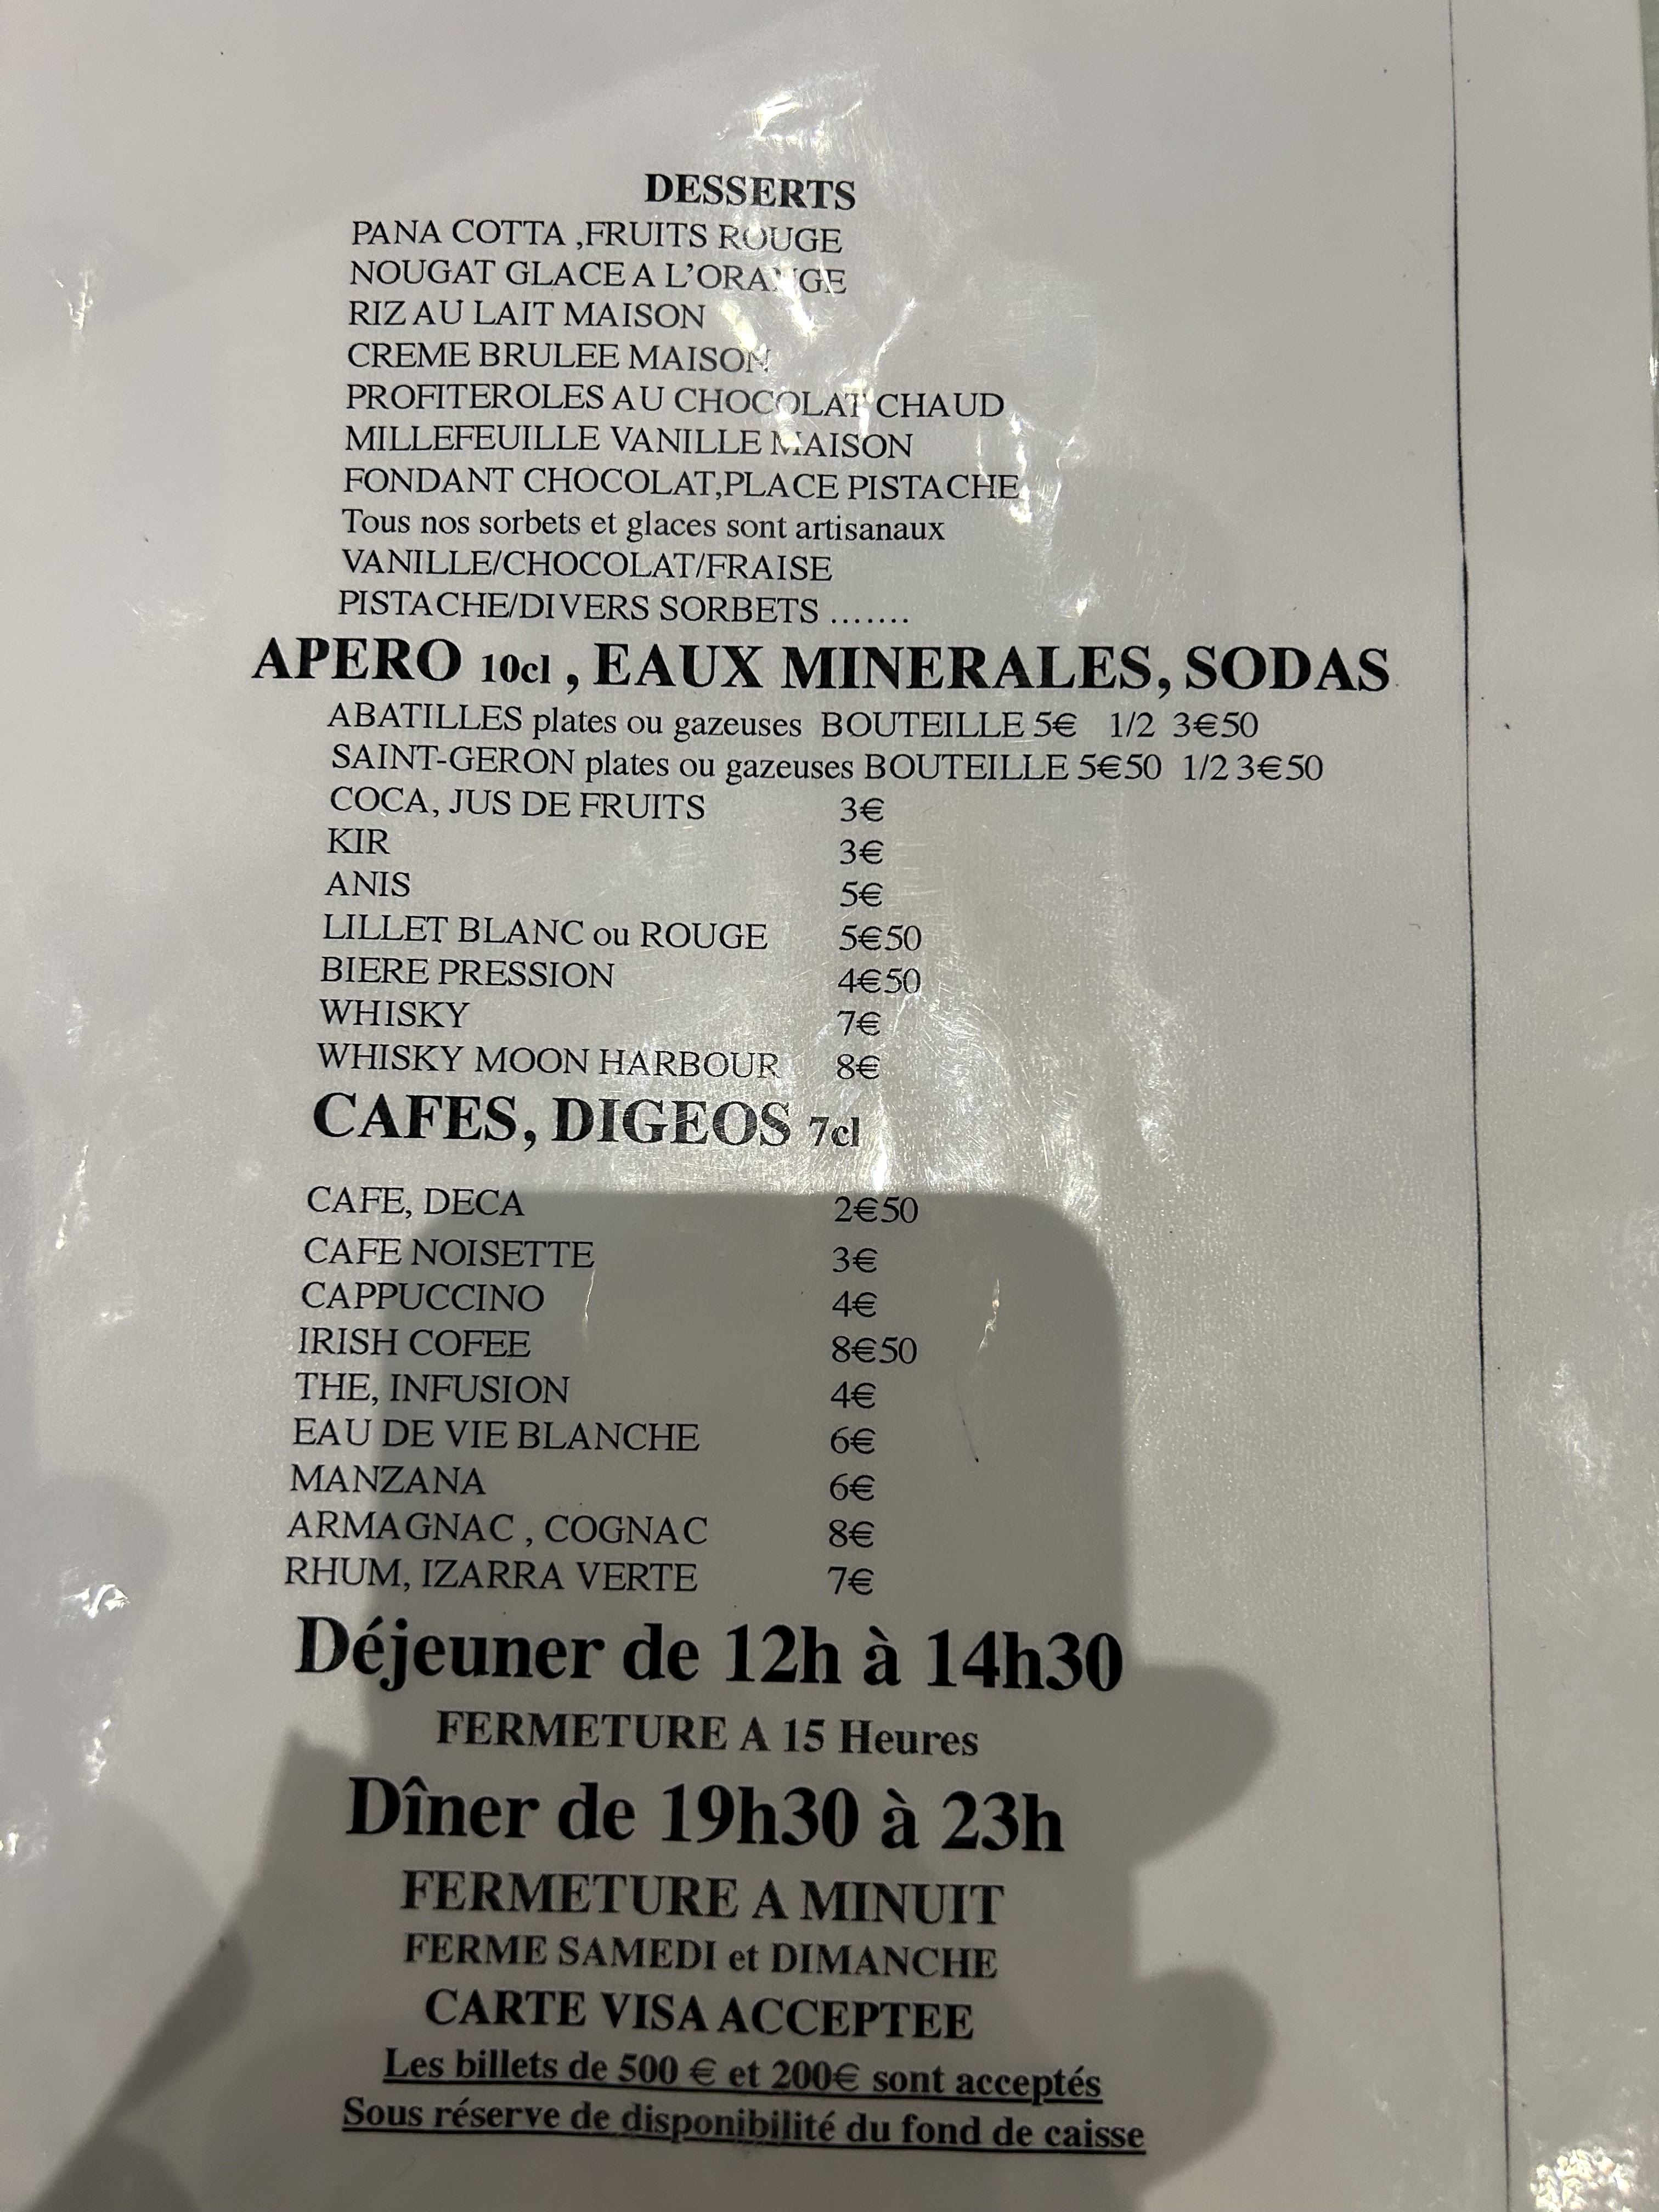 DESSERTS
PANA COTTA ,FRUITS ROUGE
NOUGAT GLACE A L'ORANGE
RIZ AU LAIT MAISON
CREME BRULEE MAISON
PROFITEROLES AU CHOCOLAT CHAUD
MILLEFEUILLE VANILLE MAISON
FONDANT CHOCOLAT,PLACE PISTACHE
Tous nos sorbets et glaces sont artisanaux
VANILLE/CHOCOLAT/FRAISE
PISTACHE/DIVERS SORBETS .......
APERO 10cl , EAUX MINERALES, SODAS
ABATILLES plates ou gazeuses BOUTEILLE 5€ 1/2 3€50
SAINT-GERON plates ou gazeuses BOUTEILLE 5€50 1/2 3€50
COCA, JUS DE FRUITS 3€
KIR 3€
ANIS 5€
LILLET BLANC ou ROUGE 5€50
BIERE PRESSION 4€50
WHISKY 7€
WHISKY MOON HARBOUR 8€
CAFES, DIGEOS 7cl
CAFE, DECA 2€50
CAFE NOISETTE 3€
CAPPUCCINO 4€
IRISH COFEE 8€50
THE, INFUSION 4€
EAU DE VIE BLANCHE 6€
MANZANA 6€
ARMAGNAC , COGNAC 8€
RHUM, IZARRA VERTE 7€
Déjeuner de 12h à 14h30
FERMETURE A 15 Heures
Dîner de 19h30 à 23h
FERMETURE A MINUIT
FERME SAMEDI et DIMANCHE
CARTE VISA ACCEPTEE
Les billets de 500 € et 200€ sont acceptés
Sous réserve de disponibilité du fond de caisse